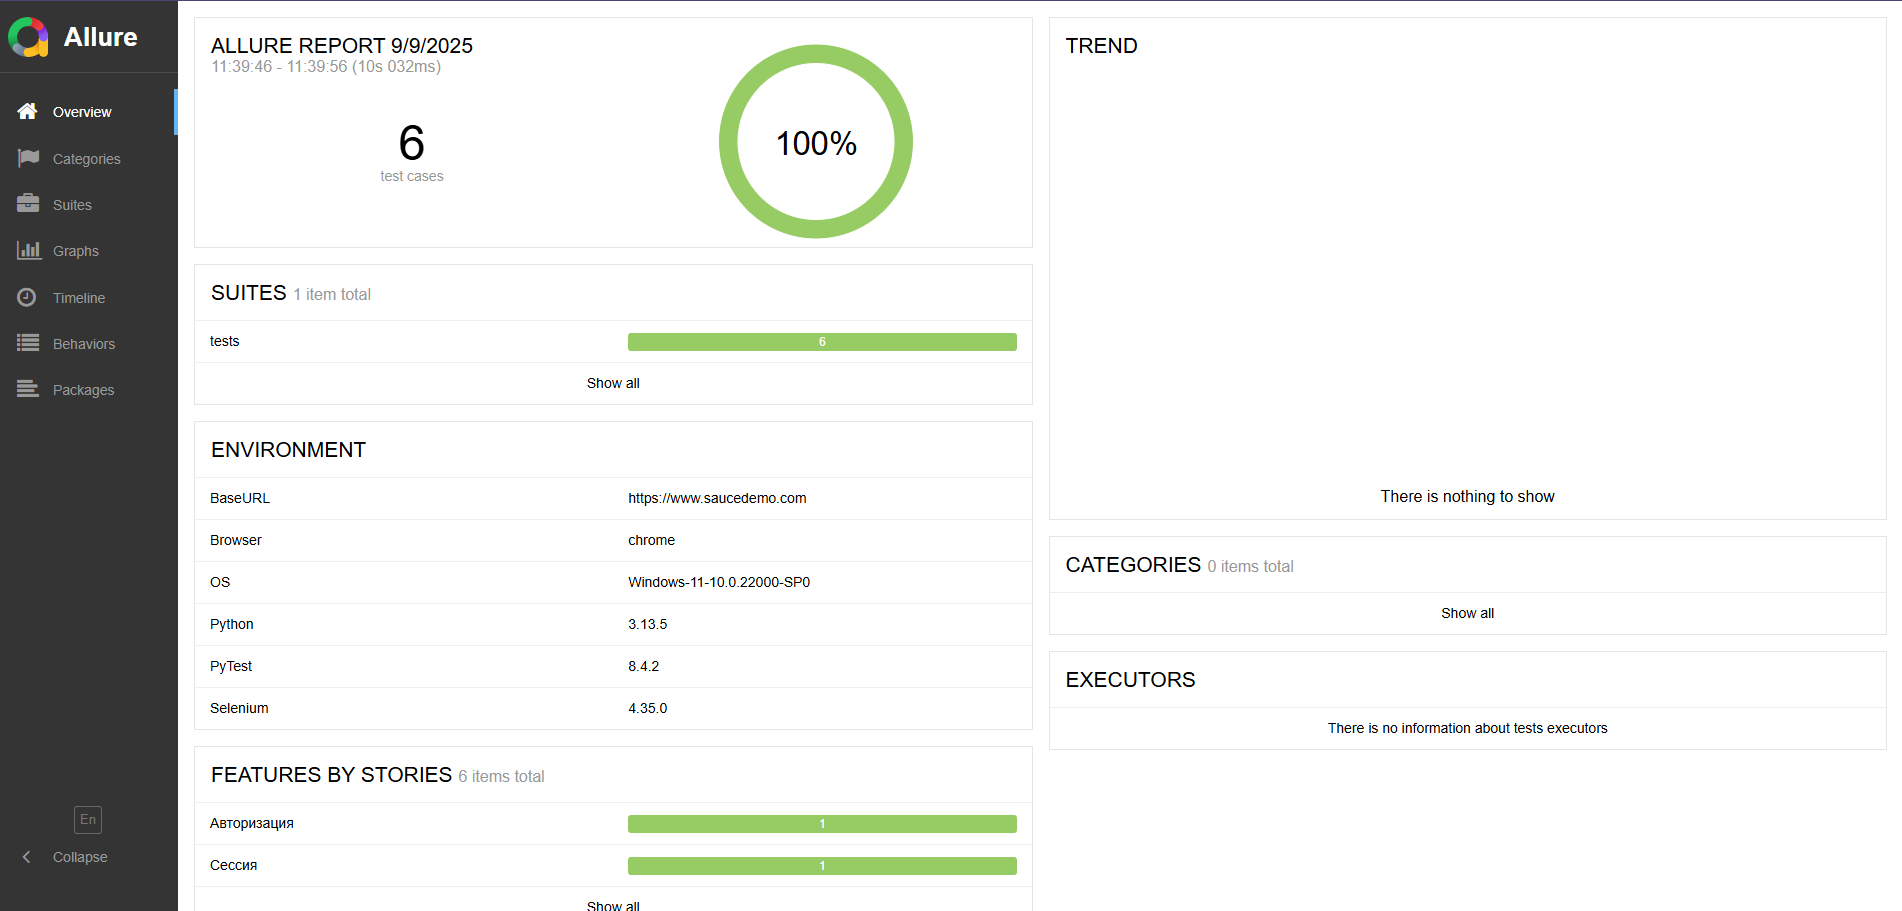 Allure
Overview
Categories
Suites
Graphs
Timeline
Behaviors
Packages
En
Collapse
ALLURE REPORT 9/9/2025
11:39:46 - 11:39:56 (10s 032ms)
6
test cases
100%
SUITES 1 item total
tests 6
Show all
ENVIRONMENT
BaseURL https://www.saucedemo.com
Browser chrome
OS Windows-11-10.0.22000-SP0
Python 3.13.5
PyTest 8.4.2
Selenium 4.35.0
FEATURES BY STORIES 6 items total
Авторизация 1
Сессия 1
Show all
TREND
There is nothing to show
CATEGORIES 0 items total
Show all
EXECUTORS
There is no information about tests executors